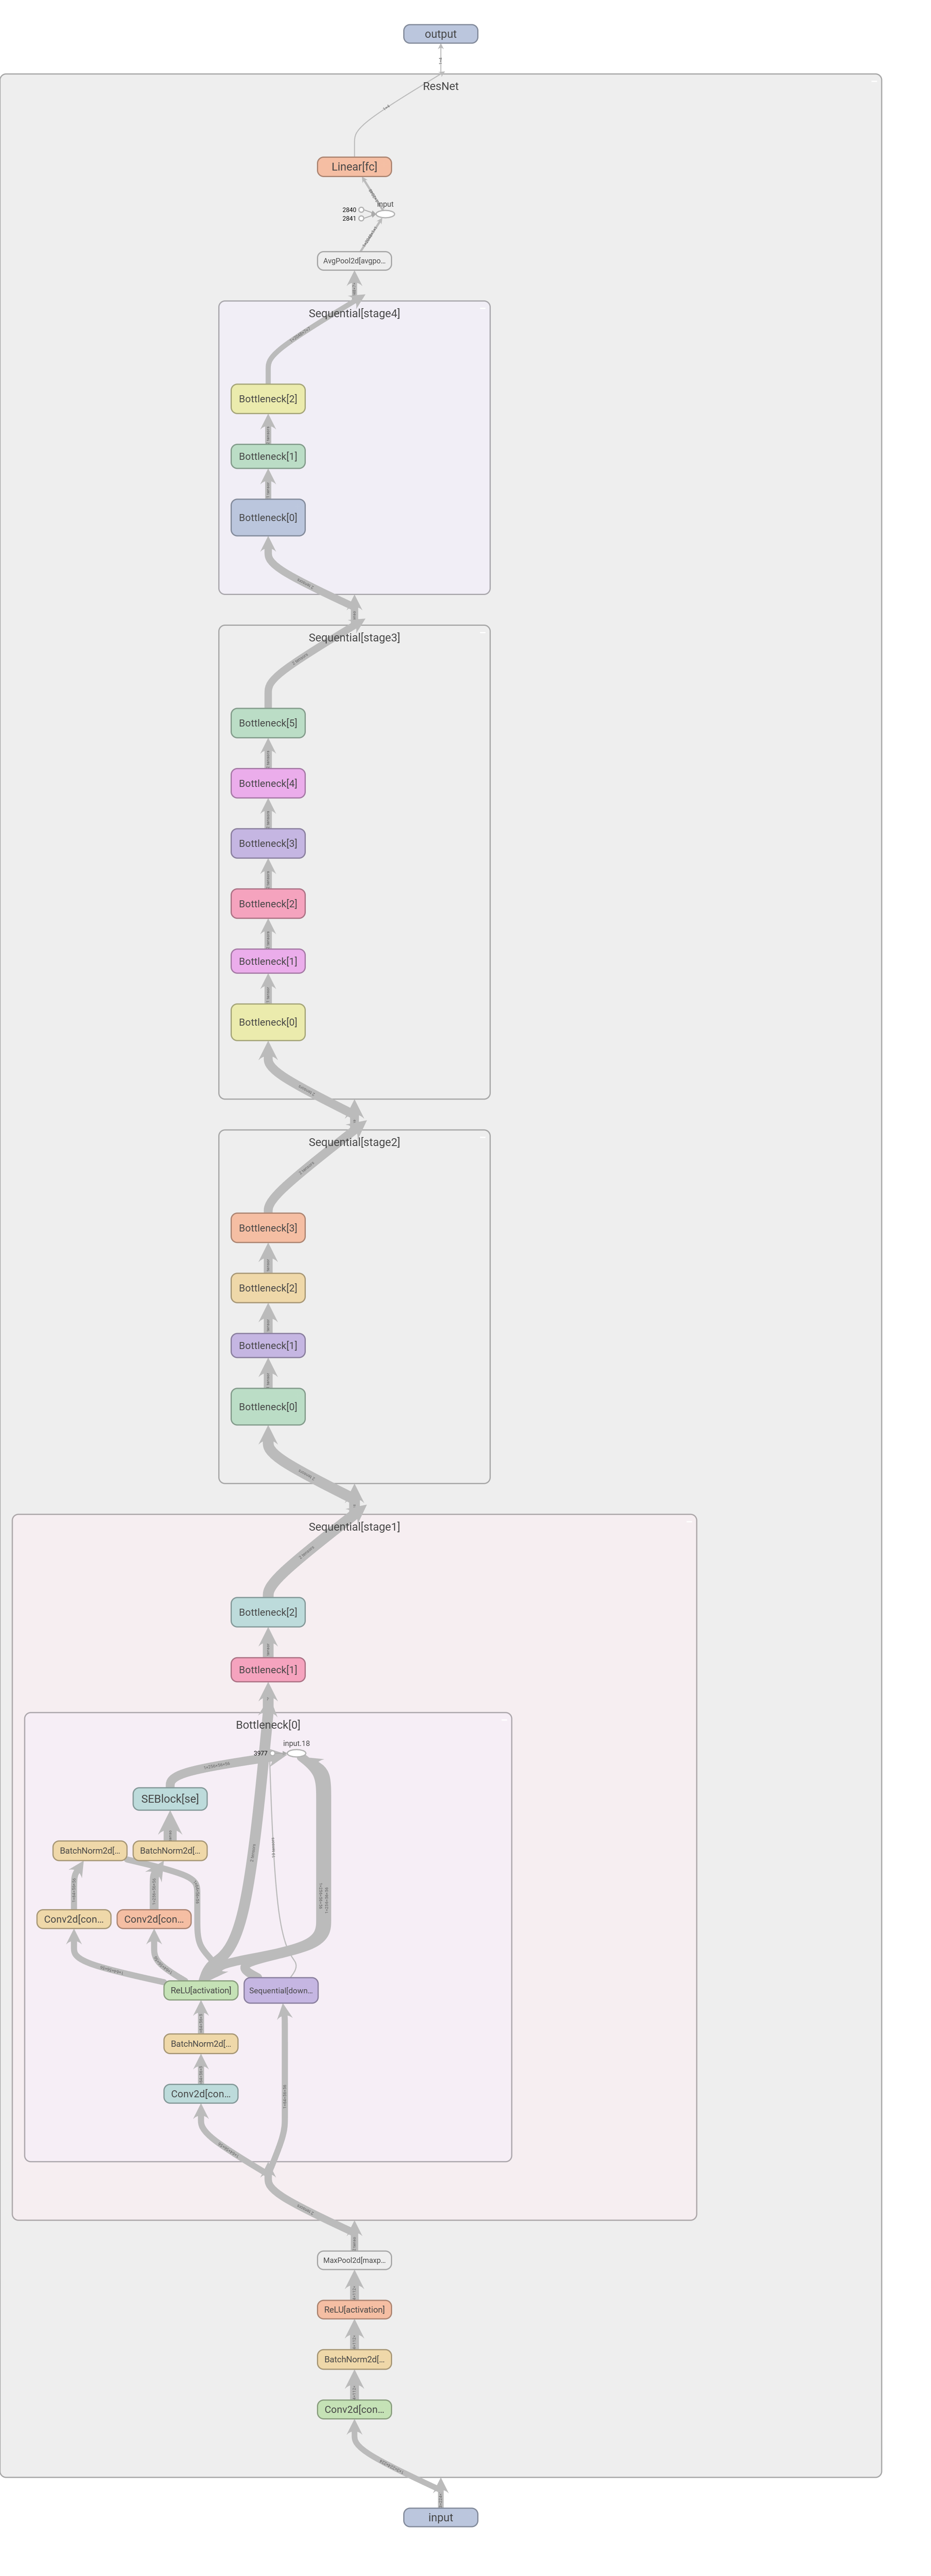 output
ResNet
Linear[fc]
input
2840
2841
AvgPool2d[avgpo...
Sequential[stage4]
Bottleneck[2]
Bottleneck[1]
Bottleneck[0]
Sequential[stage3]
Bottleneck[5]
Bottleneck[4]
Bottleneck[3]
Bottleneck[2]
Bottleneck[1]
Bottleneck[0]
Sequential[stage2]
Bottleneck[3]
Bottleneck[2]
Bottleneck[1]
Bottleneck[0]
Sequential[stage1]
Bottleneck[2]
Bottleneck[1]
Bottleneck[0]
input.18
3977
SEBlock[se]
BatchNorm2d[... BatchNorm2d[...
Conv2d[con... Conv2d[con...
ReLU[activation] Sequential[down...
BatchNorm2d[...
Conv2d[con...
MaxPool2d[maxp...
ReLU[activation]
BatchNorm2d[...
Conv2d[con...
input